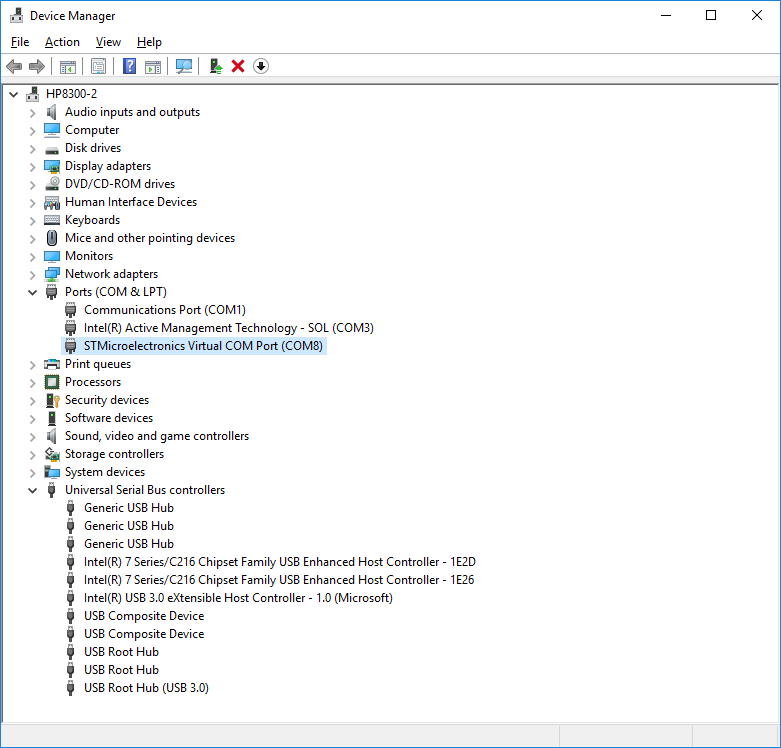 Device Manager
File Action View Help
HP8300-2
Audio inputs and outputs
Computer
Disk drives
Display adapters
DVD/CD-ROM drives
Human Interface Devices
Keyboards
Mice and other pointing devices
Monitors
Network adapters
Ports (COM & LPT)
Communications Port (COM1)
Intel(R) Active Management Technology - SOL (COM3)
STMicroelectronics Virtual COM Port (COM8)
Print queues
Processors
Security devices
Software devices
Sound, video and game controllers
Storage controllers
System devices
Universal Serial Bus controllers
Generic USB Hub
Generic USB Hub
Generic USB Hub
Intel(R) 7 Series/C216 Chipset Family USB Enhanced Host Controller - 1E2D
Intel(R) 7 Series/C216 Chipset Family USB Enhanced Host Controller - 1E26
Intel(R) USB 3.0 eXtensible Host Controller - 1.0 (Microsoft)
USB Composite Device
USB Composite Device
USB Root Hub
USB Root Hub
USB Root Hub (USB 3.0)